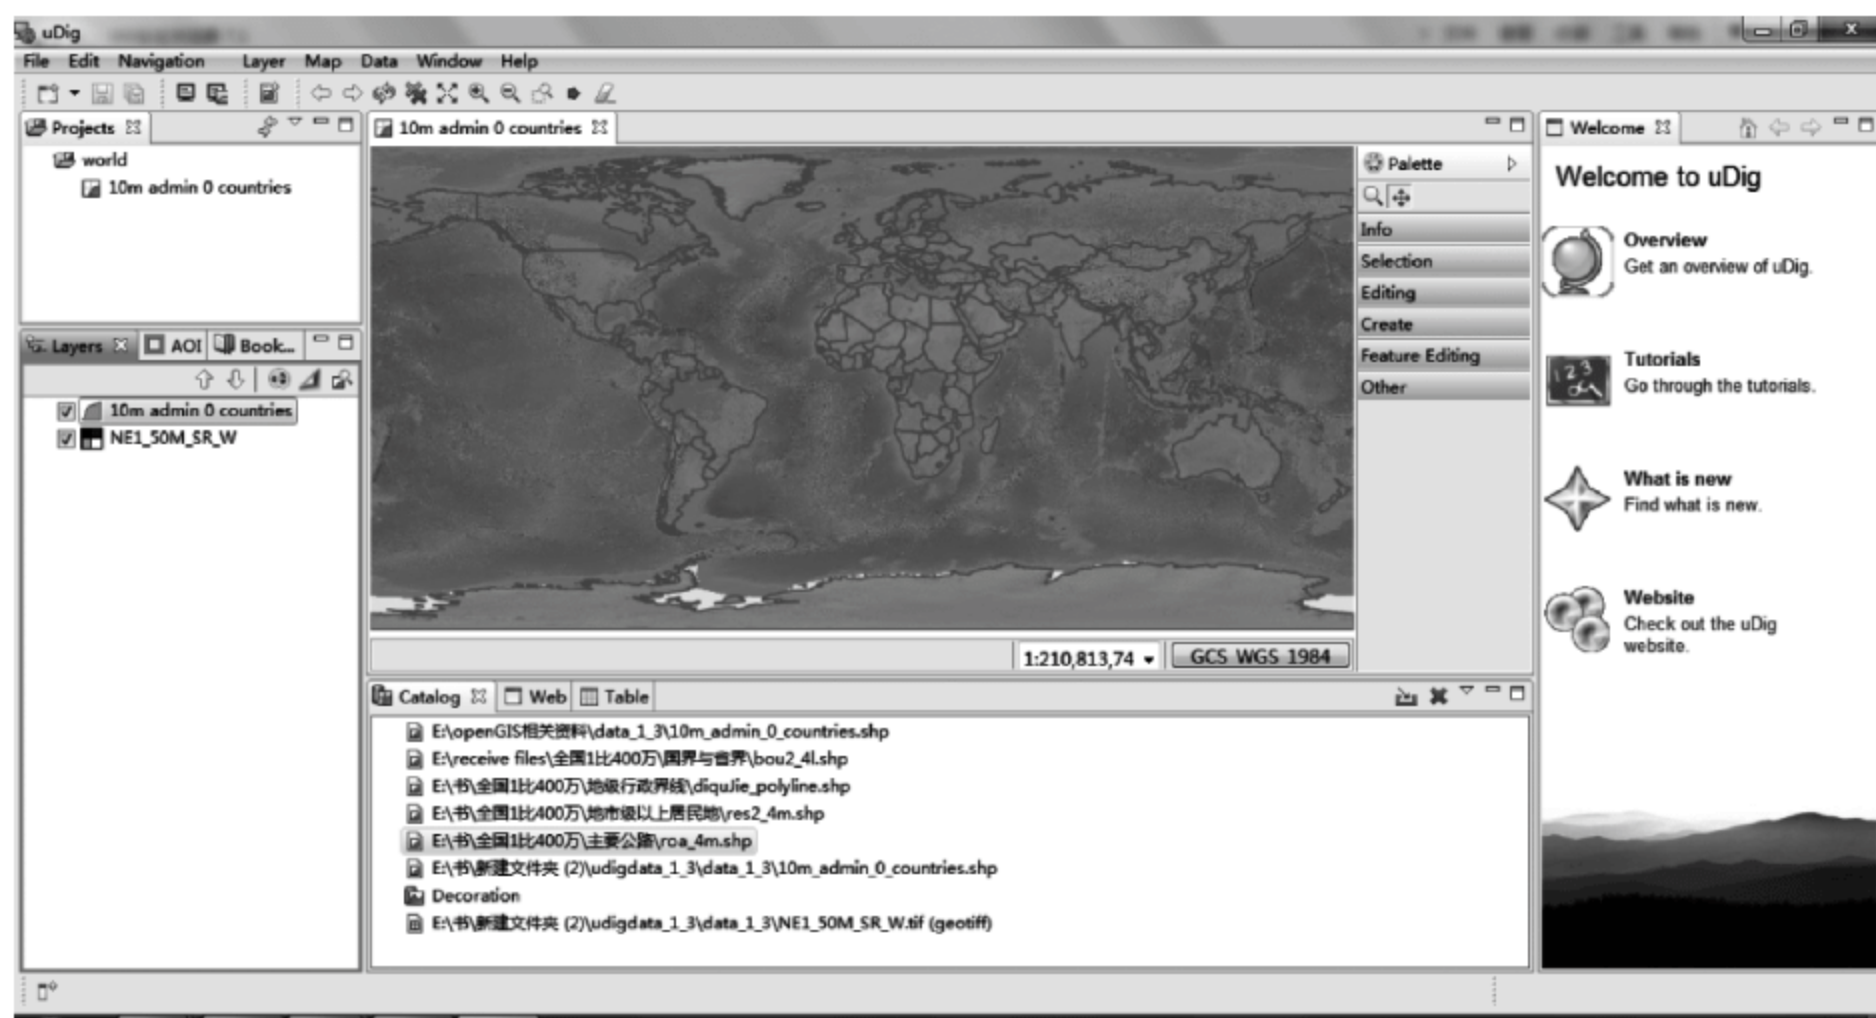 uDig
File Edit Navigation Layer Map Data Window Help
Projects
world
10m admin 0 countries
Layers AOI Book...
10m admin 0 countries
NE1_50M_SR_W
10m admin 0 countries
Palette
Info
Selection
Editing
Create
Feature Editing
Other
1:210,813,74 GCS WGS 1984
Catalog Web Table
E:\openGIS相关资料\data_1_3\10m_admin_0_countries.shp
E:\receive files\全国1比400万\国界与省界\bou2_4l.shp
E:\书\全国1比400万\地级行政界线\diquJie_polyline.shp
E:\书\全国1比400万\地市级以上居民地\res2_4m.shp
E:\书\全国1比400万\主要公路\roa_4m.shp
E:\书\新建文件夹 (2)\udigdata_1_3\data_1_3\10m_admin_0_countries.shp
Decoration
E:\书\新建文件夹 (2)\udigdata_1_3\data_1_3\NE1_50M_SR_W.tif (geotiff)
Welcome
Welcome to uDig
Overview
Get an overview of uDig.
1 2 3
Tutorials
Go through the tutorials.
What is new
Find what is new.
Website
Check out the uDig
website.